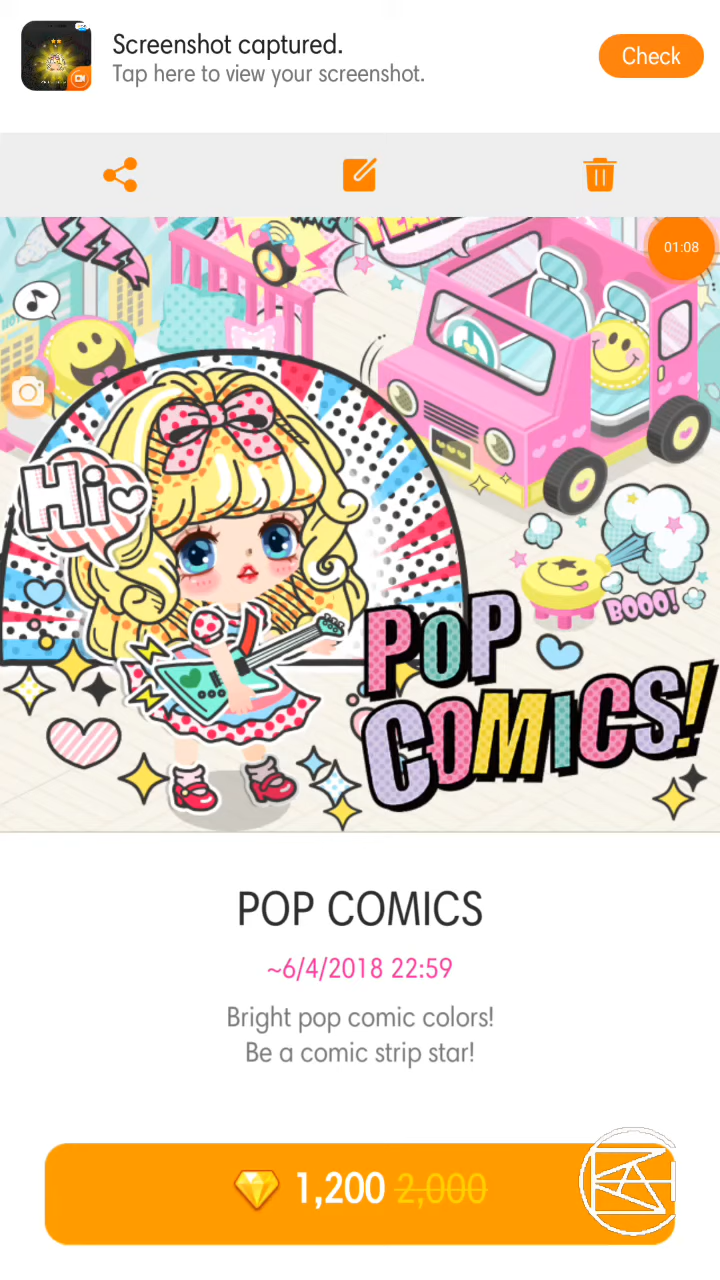 Screenshot captured.
Tap here to view your screenshot.
Check
ZZZZ
01:08
Hi
BOOO!
POP
COMICS!
POP COMICS
~6/4/2018 22:59
Bright pop comic colors!
Be a comic strip star!
1,200 2,000